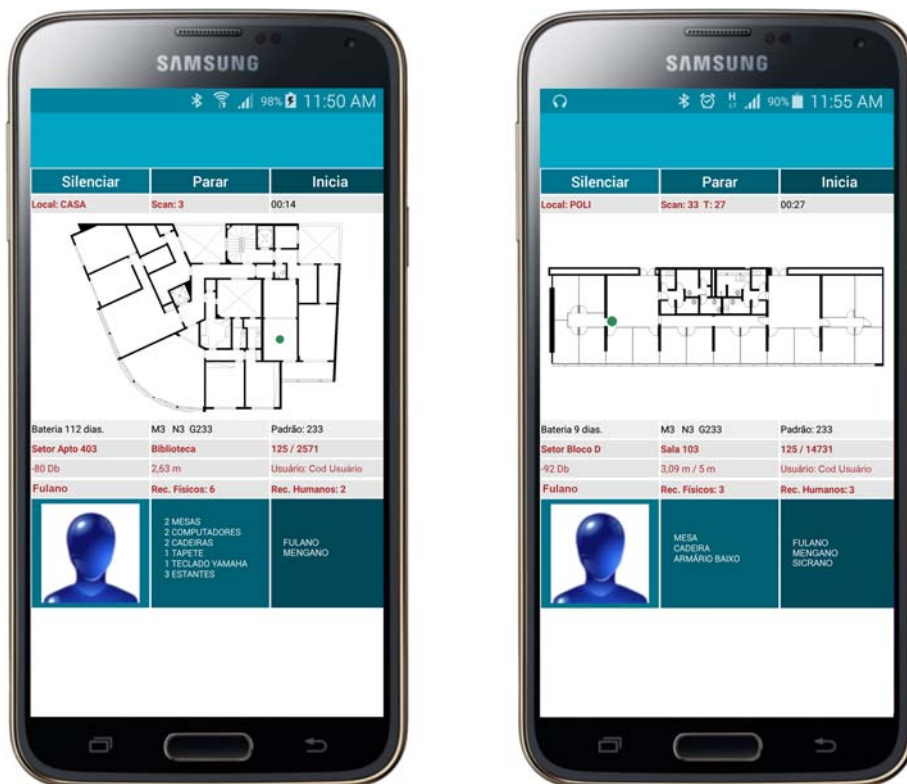 SAMSUNG
98% 11:50 AM
Silenciar Parar Inicia
Local: CASA Scan: 3 00:14
Bateria 112 dias. M3 N3 G233 Padrão: 233
Setor Apto 403 Biblioteca 125 / 2571
-80 Db 2,63 m Usuário: Cod Usuário
Fulano Rec. Físicos: 6 Rec. Humanos: 2
2 MESAS
2 COMPUTADORES
2 CADEIRAS
1 TAPETE
1 TECLADO YAMAHA
3 ESTANTES
FULANO
MENGANO
SAMSUNG
H 90% 11:55 AM
Silenciar Parar Inicia
Local: POLI Scan: 33 T: 27 00:27
Bateria 9 dias. M3 N3 G233 Padrão: 233
Setor Bloco D Sala 103 125 / 14731
-92 Db 3,09 m / 5 m Usuário: Cod Usuário
Fulano Rec. Físicos: 3 Rec. Humanos: 3
MESA
CADEIRA
ARMÁRIO BAIXO
FULANO
MENGANO
SICRANO